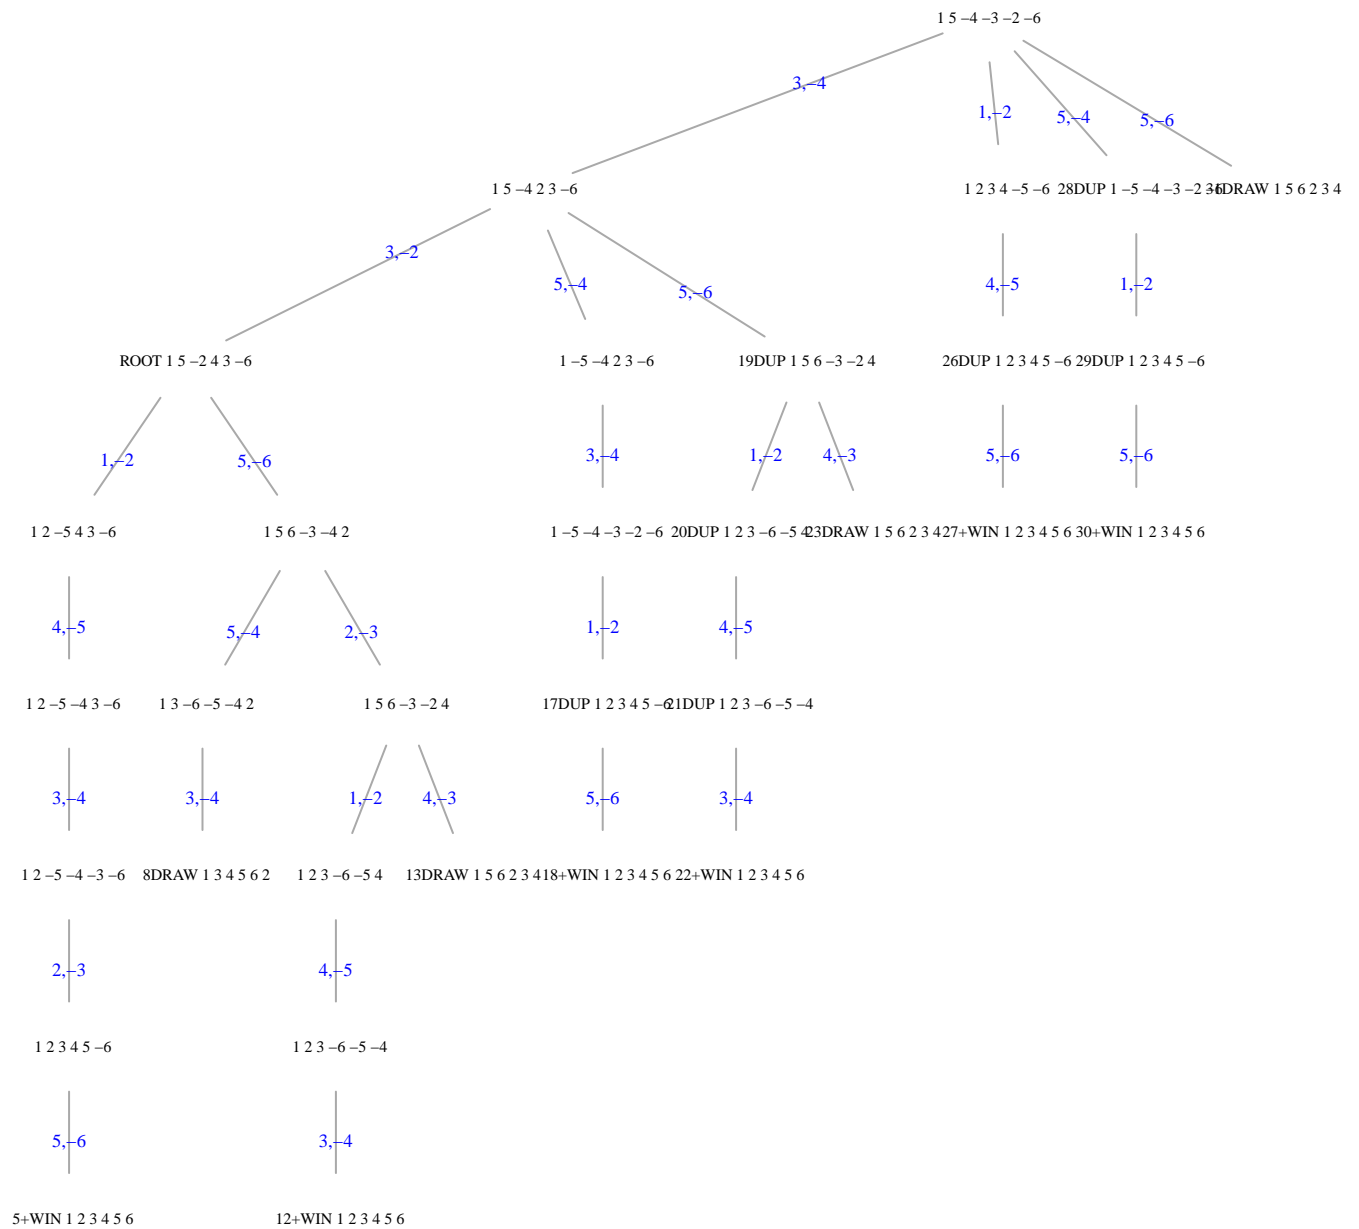 1 5 −4 −3 −2 −6
3,−4
1,−2
5,−4
5,−6
1 5 −4 2 3 −6
1 2 3 4 −5 −6
28DUP 1 −5 −4 −3 −2 −6
31DRAW 1 5 6 2 3 4
3,−2
5,−4
5,−6
4,−5
1,−2
ROOT 1 5 −2 4 3 −6
1 −5 −4 2 3 −6
19DUP 1 5 6 −3 −2 4
26DUP 1 2 3 4 5 −6
29DUP 1 2 3 4 5 −6
1,−2
5,−6
3,−4
1,−2
4,−3
5,−6
5,−6
1 2 −5 4 3 −6
1 5 6 −3 −4 2
1 −5 −4 −3 −2 −6
20DUP 1 2 3 −6 −5 4
23DRAW 1 5 6 2 3 4
27+WIN 1 2 3 4 5 6
30+WIN 1 2 3 4 5 6
4,−5
5,−4
2,−3
1,−2
4,−5
1 2 −5 −4 3 −6
1 3 −6 −5 −4 2
1 5 6 −3 −2 4
17DUP 1 2 3 4 5 −6
21DUP 1 2 3 −6 −5 −4
3,−4
3,−4
1,−2
4,−3
5,−6
3,−4
1 2 −5 −4 −3 −6
8DRAW 1 3 4 5 6 2
1 2 3 −6 −5 4
13DRAW 1 5 6 2 3 4
18+WIN 1 2 3 4 5 6
22+WIN 1 2 3 4 5 6
2,−3
4,−5
1 2 3 4 5 −6
1 2 3 −6 −5 −4
5,−6
3,−4
5+WIN 1 2 3 4 5 6
12+WIN 1 2 3 4 5 6